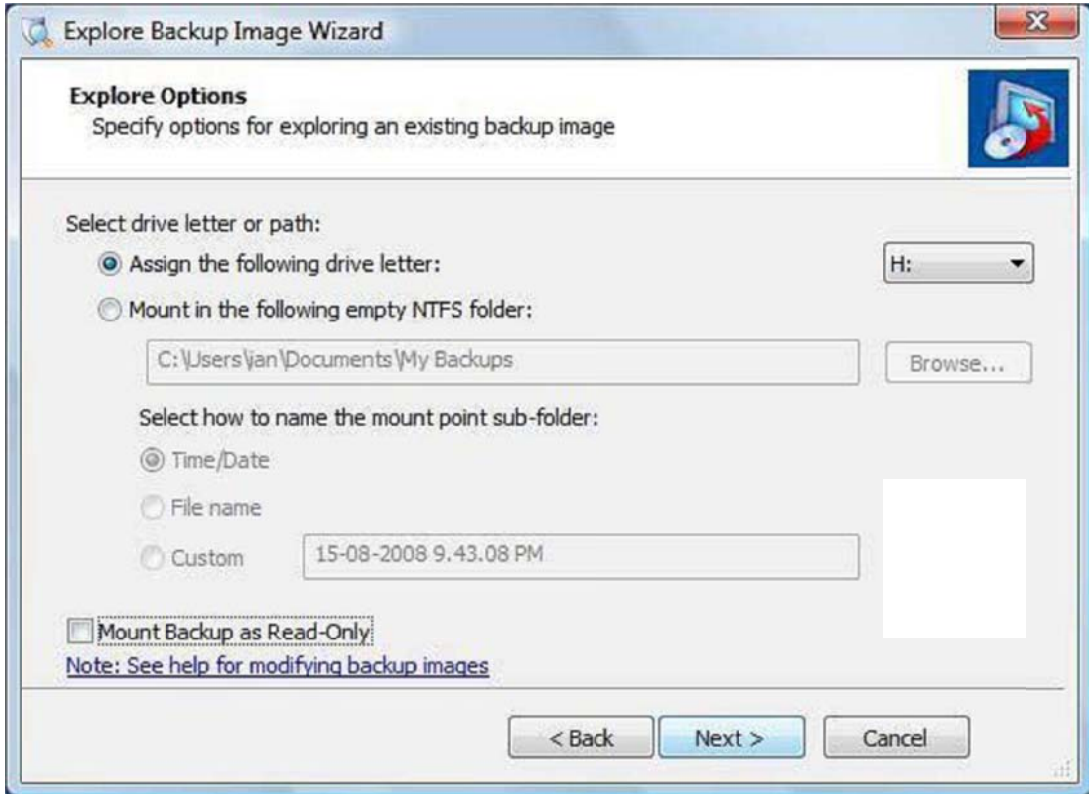 Explore Backup Image Wizard
Explore Options
Specify options for exploring an existing backup image
Select drive letter or path:
Assign the following drive letter: H:
Mount in the following empty NTFS folder:
C:\Users\ian\Documents\My Backups Browse...
Select how to name the mount point sub-folder:
Time/Date
File name
Custom 15-08-2008 9.43.08 PM
Mount Backup as Read-Only
Note: See help for modifying backup images
< Back Next > Cancel